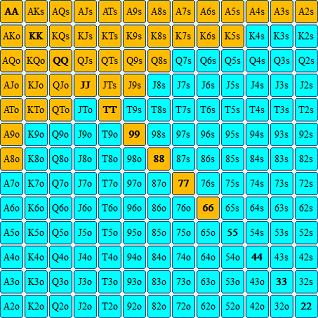 AA AKs AQs AJs ATs A9s A8s A7s A6s A5s A4s A3s A2s
AKo KK KQs KJs KTs K9s K8s K7s K6s K5s K4s K3s K2s
AQo KQo QQ QJs QTs Q9s Q8s Q7s Q6s Q5s Q4s Q3s Q2s
AJo KJo QJo JJ JTs J9s J8s J7s J6s J5s J4s J3s J2s
ATo KTo QTo JTo TT T9s T8s T7s T6s T5s T4s T3s T2s
A9o K9o Q9o J9o T9o 99 98s 97s 96s 95s 94s 93s 92s
A8o K8o Q8o J8o T8o 98o 88 87s 86s 85s 84s 83s 82s
A7o K7o Q7o J7o T7o 97o 87o 77 76s 75s 74s 73s 72s
A6o K6o Q6o J6o T6o 96o 86o 76o 66 65s 64s 63s 62s
A5o K5o Q5o J5o T5o 95o 85o 75o 65o 55 54s 53s 52s
A4o K4o Q4o J4o T4o 94o 84o 74o 64o 54o 44 43s 42s
A3o K3o Q3o J3o T3o 93o 83o 73o 63o 53o 43o 33 32s
A2o K2o Q2o J2o T2o 92o 82o 72o 62o 52o 42o 32o 22